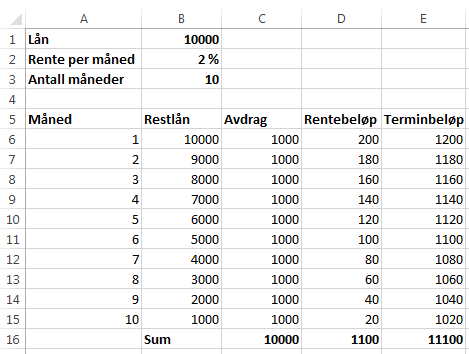 A B C D E
1 Lån 10000
2 Rente per måned 2 %
3 Antall måneder 10
4
5 Måned Restlån Avdrag Rentebeløp Terminbeløp
6 1 10000 1000 200 1200
7 2 9000 1000 180 1180
8 3 8000 1000 160 1160
9 4 7000 1000 140 1140
10 5 6000 1000 120 1120
11 6 5000 1000 100 1100
12 7 4000 1000 80 1080
13 8 3000 1000 60 1060
14 9 2000 1000 40 1040
15 10 1000 1000 20 1020
16 Sum 10000 1100 11100